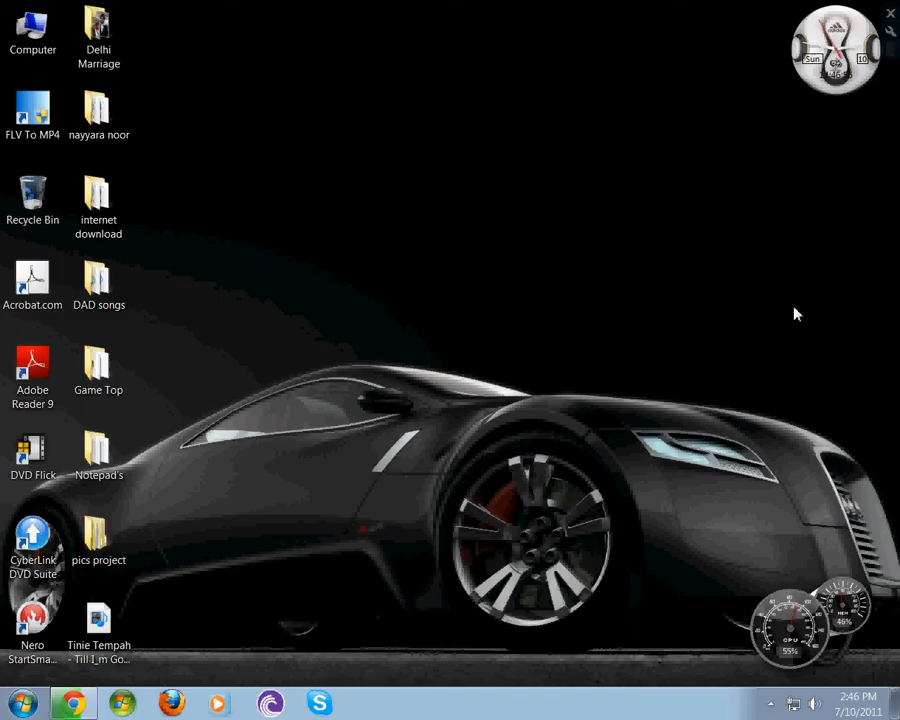 Computer
Delhi
Marriage
FLV To MP4
nayyara noor
Recycle Bin
internet
download
Acrobat.com
DAD songs
Adobe
Reader 9
Game Top
DVD Flick
Notepad's
CyberLink
DVD Suite
pics project
Nero
StartSma...
Tinie Tempah
- Till I_m Go...
adidas
Sun
10
MEM
46%
CPU
55%
2:46 PM
7/10/2011